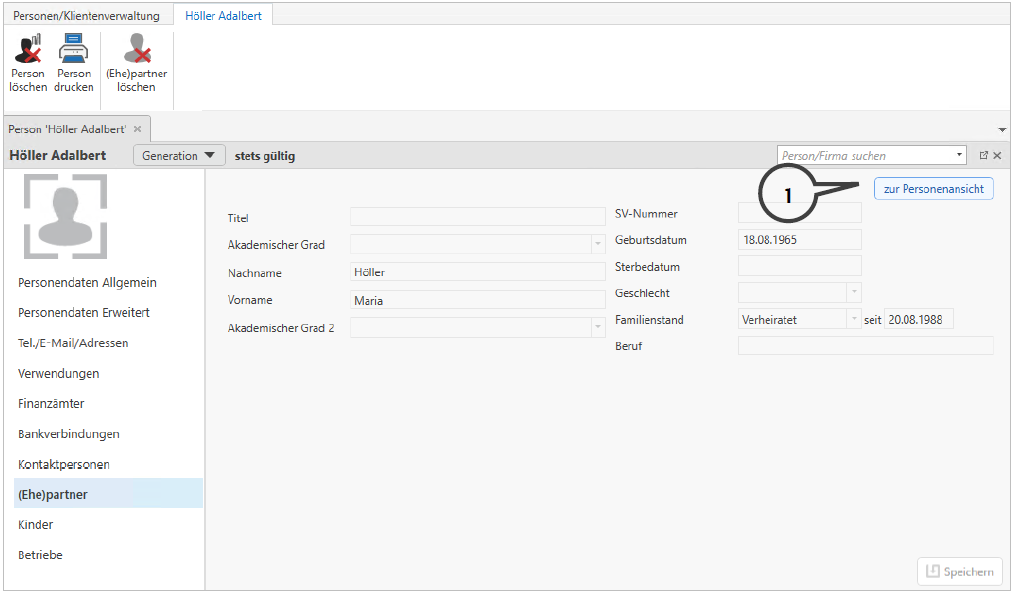 Personen/Klientenverwaltung
Höller Adalbert
Person löschen
Person drucken
(Ehe)partner löschen
Person 'Höller Adalbert'
Höller Adalbert
Generation
stets gültig
Person/Firma suchen
1
zur Personenansicht
Personendaten Allgemein
Personendaten Erweitert
Tel./E-Mail/Adressen
Verwendungen
Finanzämter
Bankverbindungen
Kontaktpersonen
(Ehe)partner
Kinder
Betriebe
Titel
Akademischer Grad
Nachname Höller
Vorname Maria
Akademischer Grad 2
SV-Nummer
Geburtsdatum 18.08.1965
Sterbedatum
Geschlecht
Familienstand Verheiratet seit 20.08.1988
Beruf
Speichern